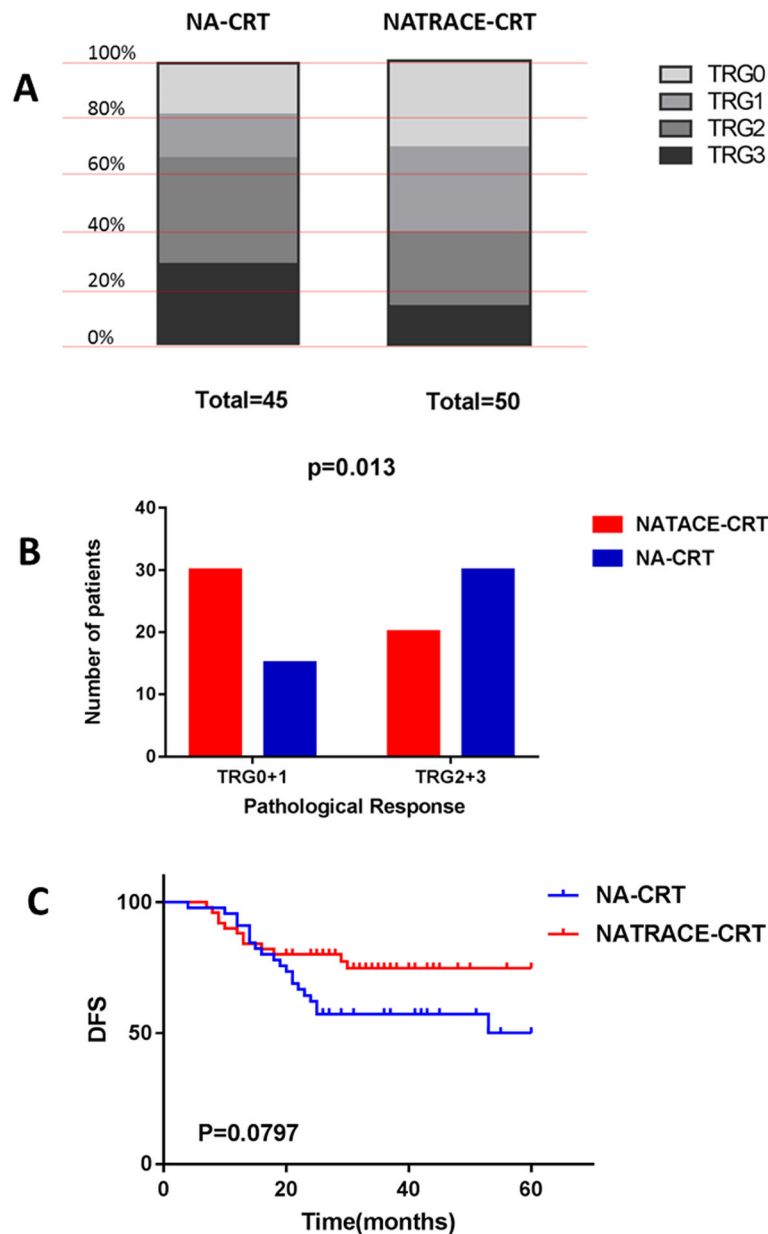 NA-CRT NATRACE-CRT
A
100%
80%
60%
40%
20%
0%
TRG0
TRG1
TRG2
TRG3
Total=45 Total=50
p=0.013
B
Number of patients
40
30
20
10
0
TRG0+1 TRG2+3
Pathological Response
NATACE-CRT
NA-CRT
C
DFS
100
50
0
P=0.0797
0 20 40 60
Time(months)
NA-CRT
NATRACE-CRT